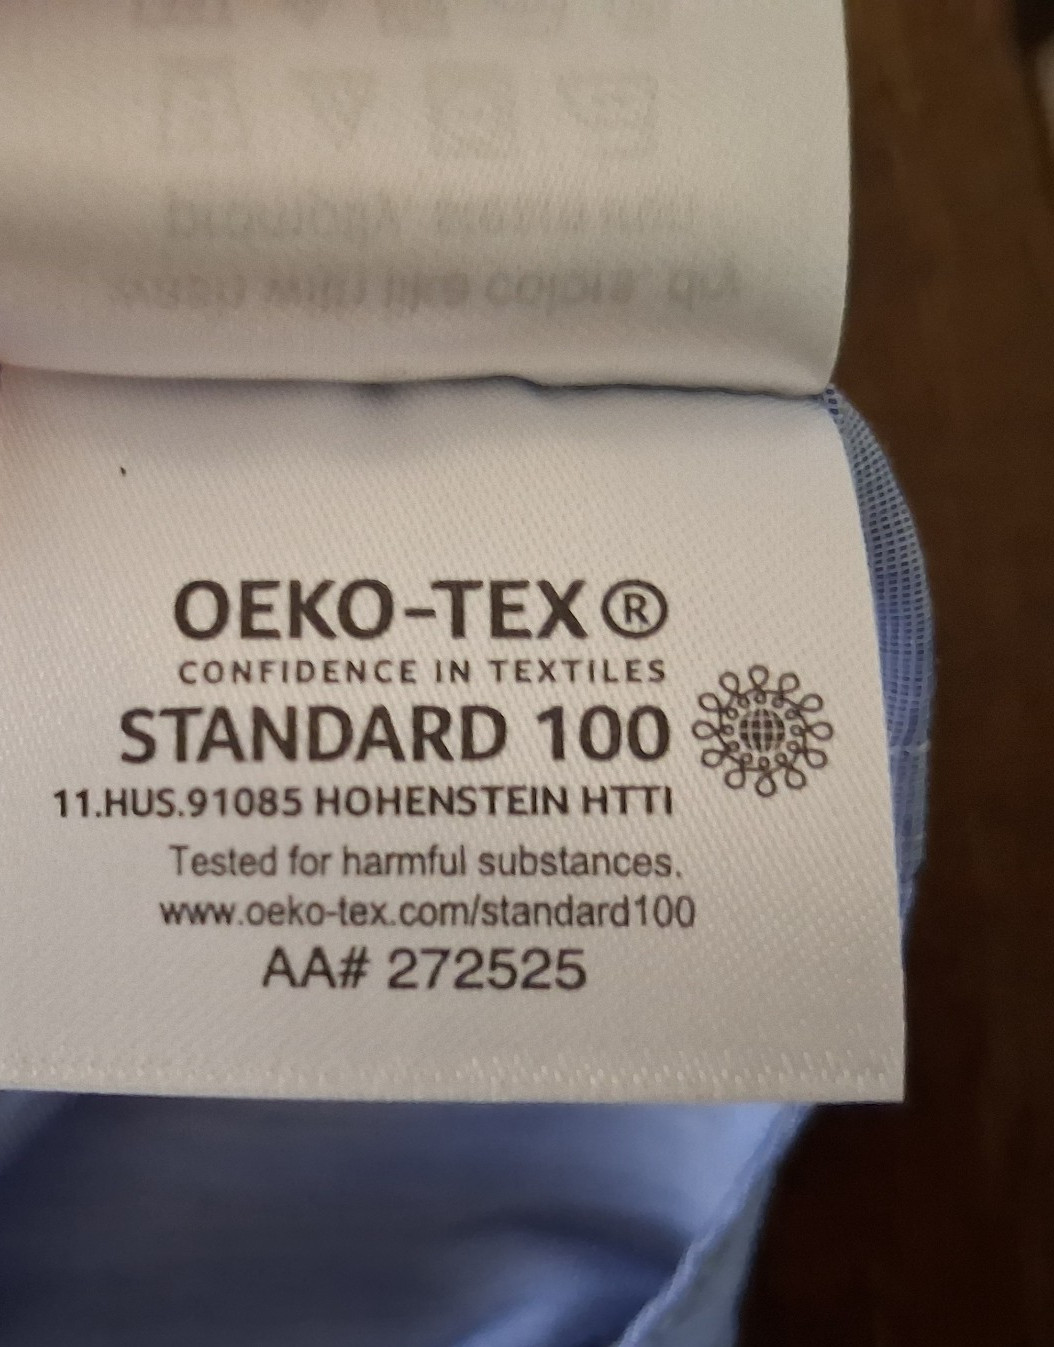 OEKO-TEX®
CONFIDENCE IN TEXTILES
STANDARD 100
11.HUS.91085 HOHENSTEIN HTTI
Tested for harmful substances.
www.oeko-tex.com/standard100
AA# 272525